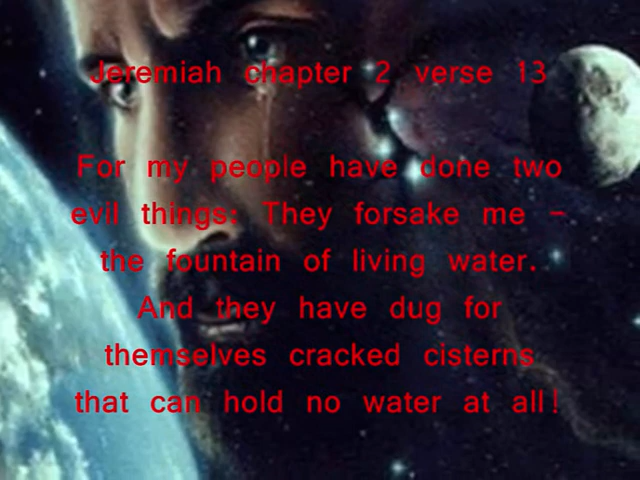 Jeremiah chapter 2 verse 13
For my people have done two
evil things: They forsake me -
the fountain of living water.
And they have dug for
themselves cracked cisterns
that can hold no water at all!